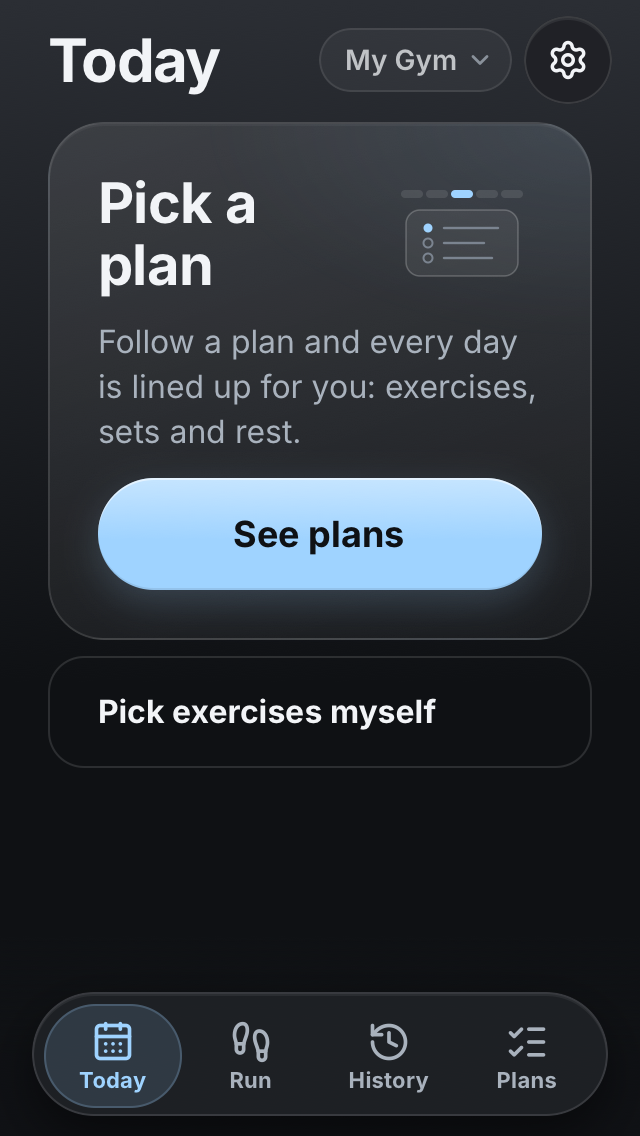 Today
My Gym
Pick a
plan
Follow a plan and every day
is lined up for you: exercises,
sets and rest.
See plans
Pick exercises myself
Today
Run
History
Plans